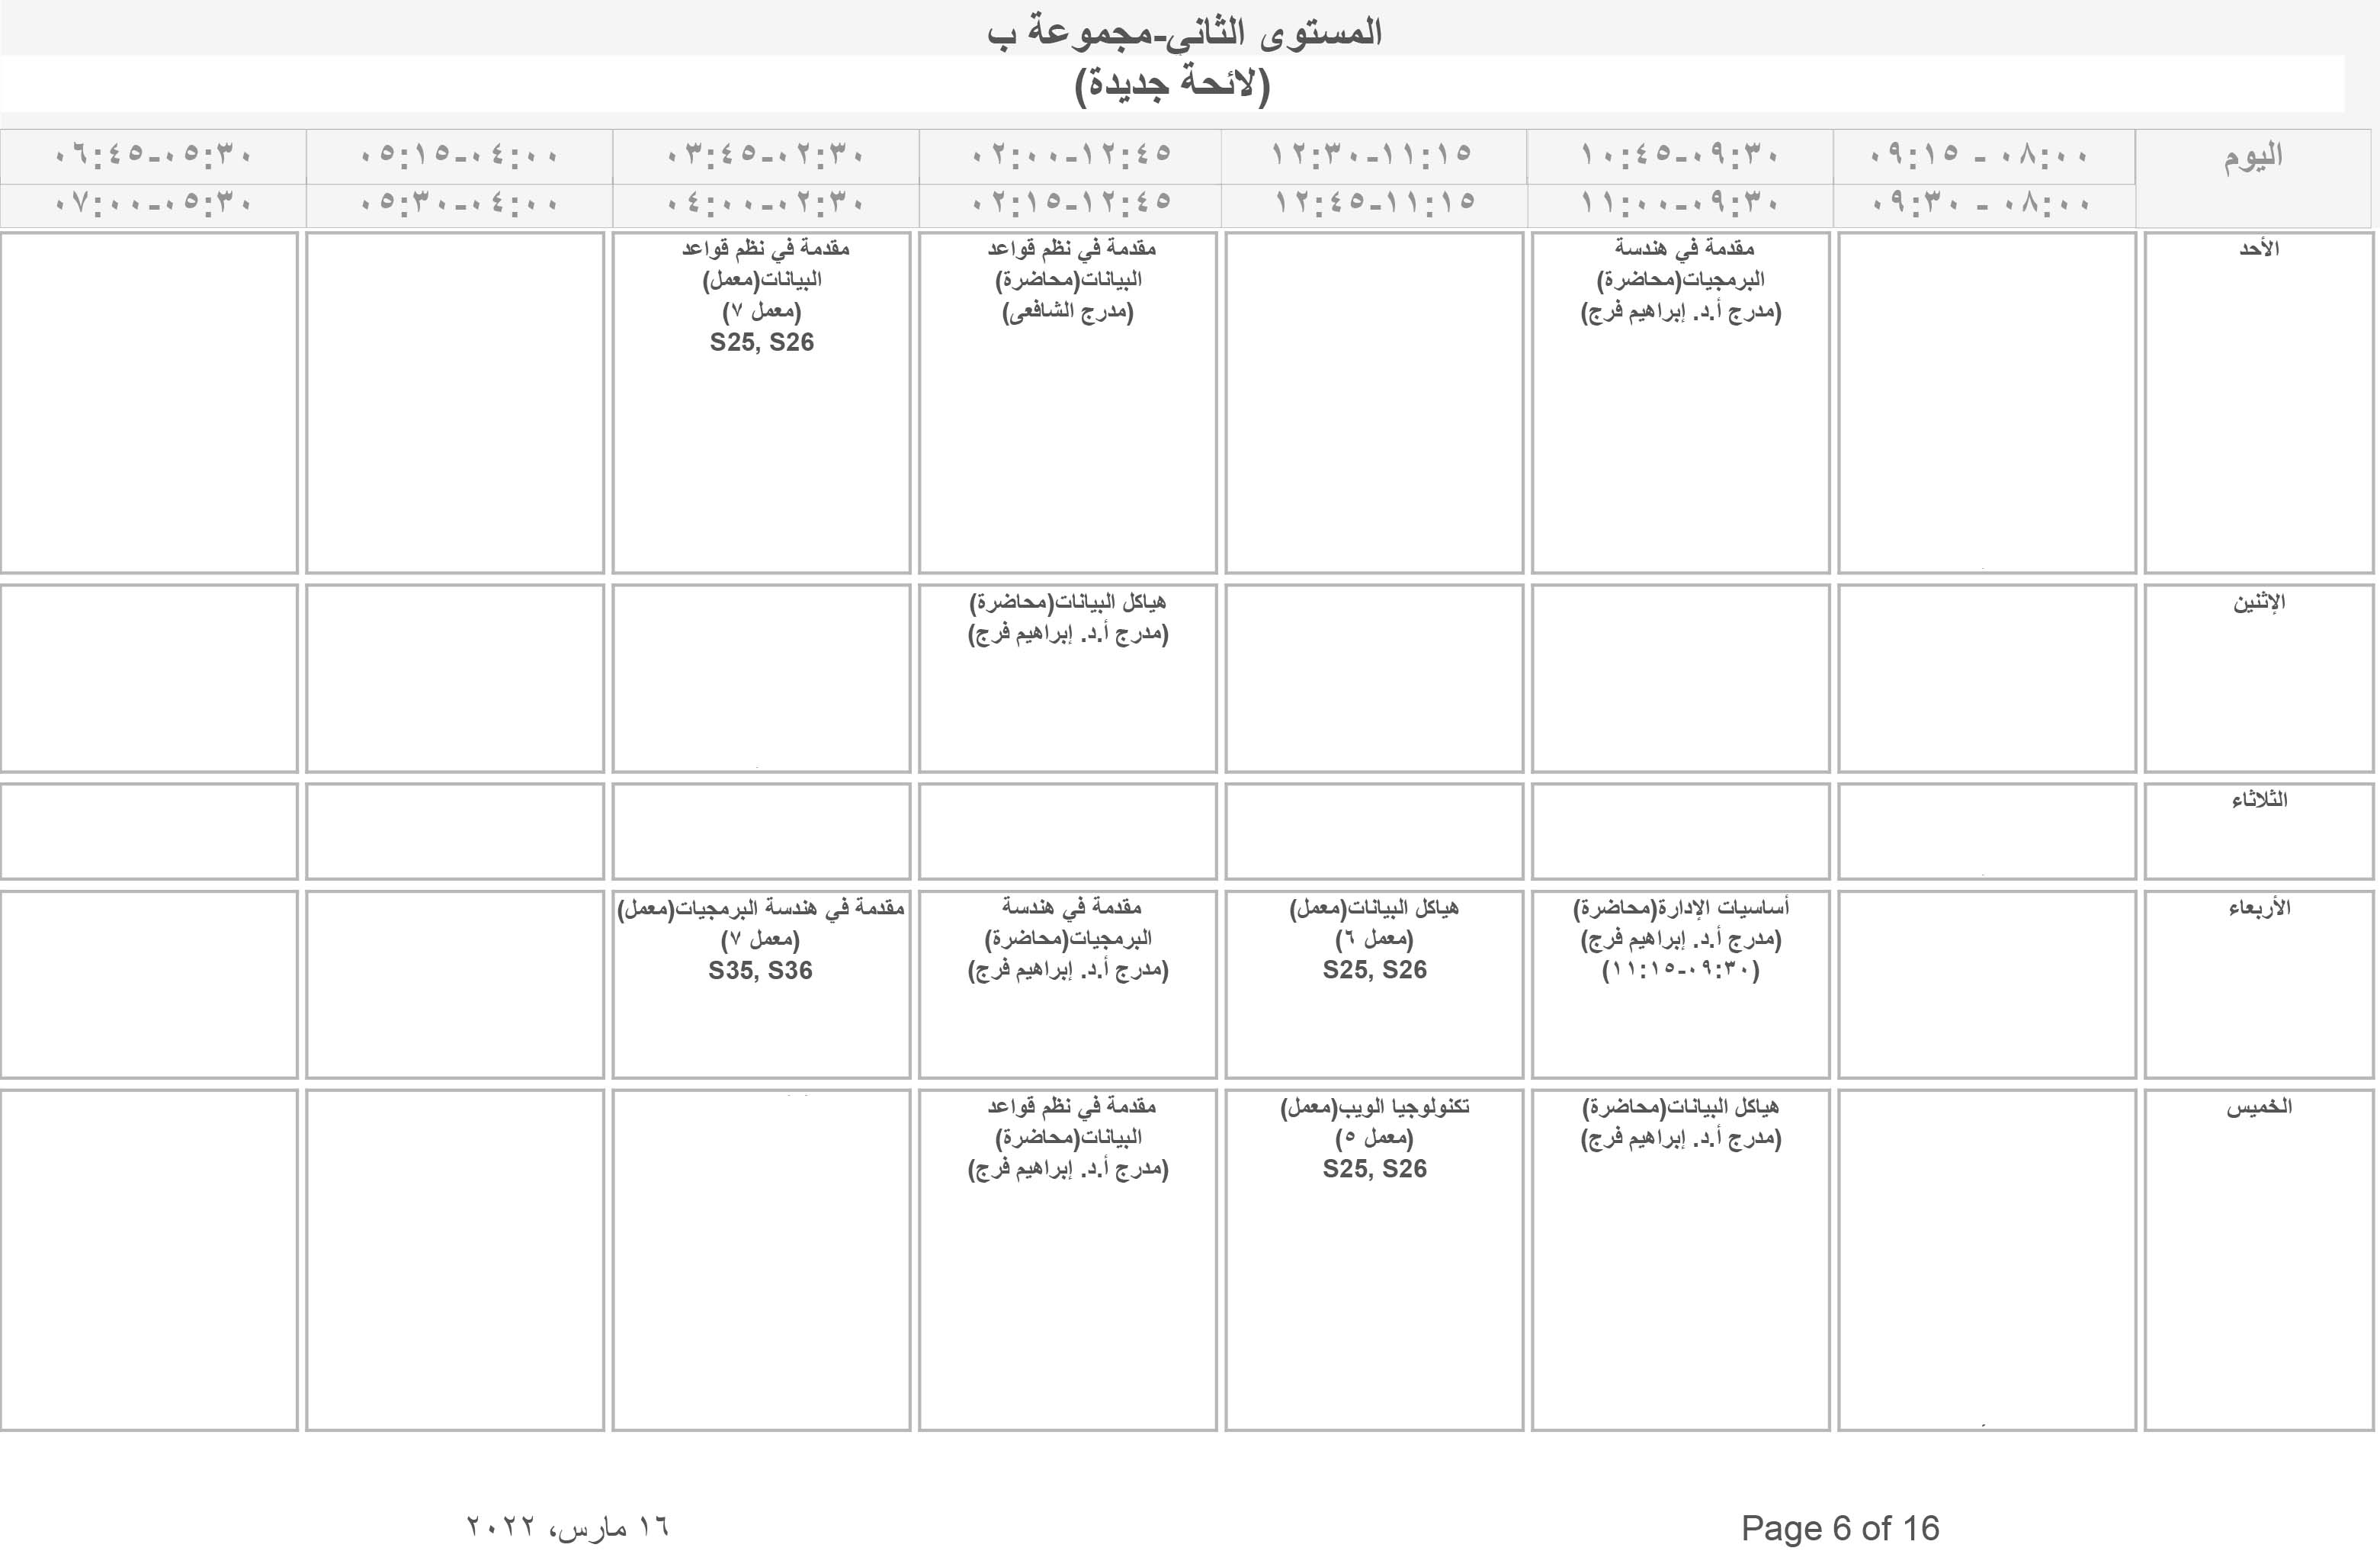 المستوى الثانى-مجموعة ب
(لائحة جديدة)
اليوم
٠٨:٠٠ - ٠٩:١٥
٠٩:٣٠-١٠:٤٥
١١:١٥-١٢:٣٠
١٢:٤٥-٠٢:٠٠
٠٢:٣٠-٠٣:٤٥
٠٤:٠٠-٠٥:١٥
٠٥:٣٠-٠٦:٤٥
٠٨:٠٠ - ٠٩:٣٠
٠٩:٣٠-١١:٠٠
١١:١٥-١٢:٤٥
١٢:٤٥-٠٢:١٥
٠٢:٣٠-٠٤:٠٠
٠٤:٠٠-٠٥:٣٠
٠٥:٣٠-٠٧:٠٠
الأحد
مقدمة في هندسة
البرمجيات(محاضرة)
(مدرج أ.د. إبراهيم فرج)
مقدمة في نظم قواعد
البيانات(محاضرة)
(مدرج الشافعى)
مقدمة في نظم قواعد
البيانات(معمل)
(معمل ٧)
S25, S26
الإثنين
هياكل البيانات(محاضرة)
(مدرج أ.د. إبراهيم فرج)
الثلاثاء
الأربعاء
أساسيات الإدارة(محاضرة)
(مدرج أ.د. إبراهيم فرج)
(٠٩:٣٠-١١:١٥)
هياكل البيانات(معمل)
(معمل ٦)
S25, S26
مقدمة في هندسة
البرمجيات(محاضرة)
(مدرج أ.د. إبراهيم فرج)
مقدمة في هندسة البرمجيات(معمل)
(معمل ٧)
S35, S36
الخميس
هياكل البيانات(محاضرة)
(مدرج أ.د. إبراهيم فرج)
تكنولوجيا الويب(معمل)
(معمل ٥)
S25, S26
مقدمة في نظم قواعد
البيانات(محاضرة)
(مدرج أ.د. إبراهيم فرج)
Page 6 of 16
١٦ مارس، ٢٠٢٢